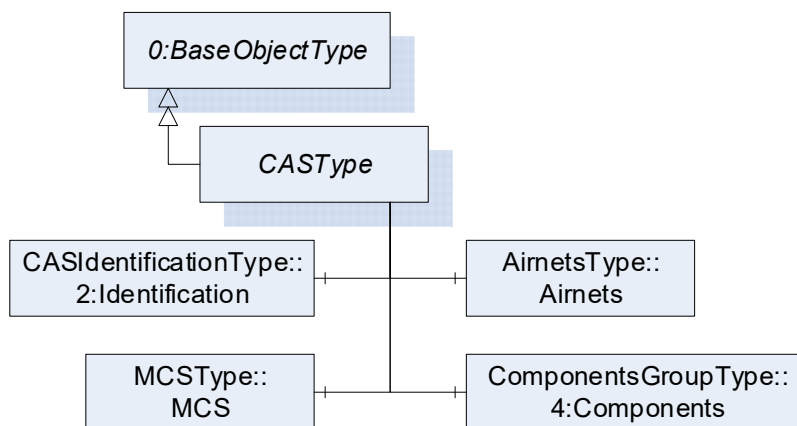 0:BaseObjectType
CASType
CASIdentificationType::
2:Identification
AirnetsType::
Airnets
MCSType::
MCS
ComponentsGroupType::
4:Components